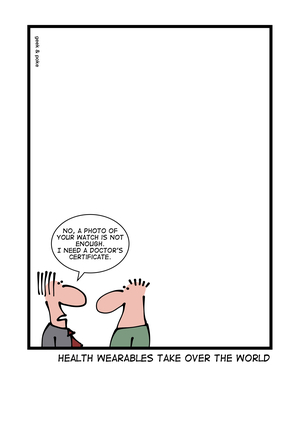 geek & poke
NO, A PHOTO OF
YOUR WATCH IS NOT
ENOUGH.
I NEED A DOCTOR'S
CERTIFICATE.
HEALTH WEARABLES TAKE OVER THE WORLD